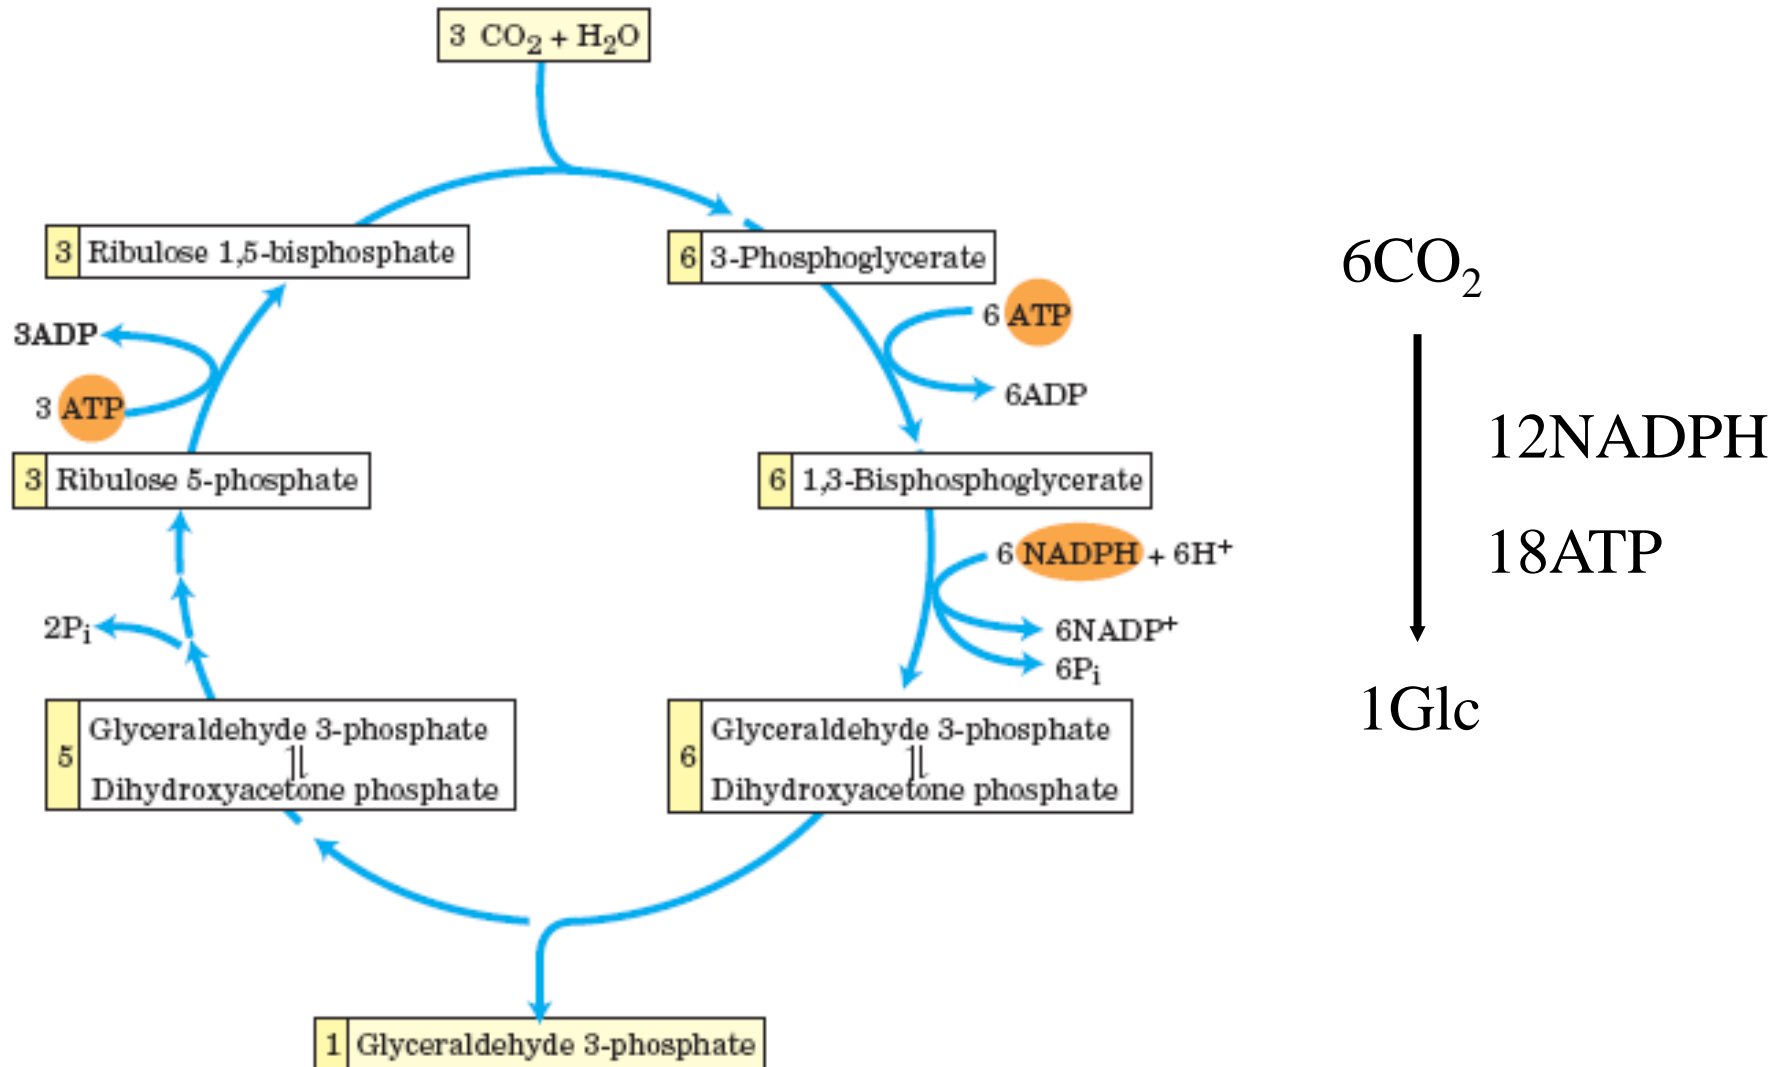 3 CO₂ + H₂O
3 Ribulose 1,5-bisphosphate
6 3-Phosphoglycerate
3ADP
3 ATP
6 ATP
6ADP
3 Ribulose 5-phosphate
6 1,3-Bisphosphoglycerate
6 NADPH + 6H⁺
2Pᵢ
6NADP⁺
6Pᵢ
5 Glyceraldehyde 3-phosphate
Dihydroxyacetone phosphate
6 Glyceraldehyde 3-phosphate
Dihydroxyacetone phosphate
1 Glyceraldehyde 3-phosphate
6CO₂
12NADPH
18ATP
1Glc